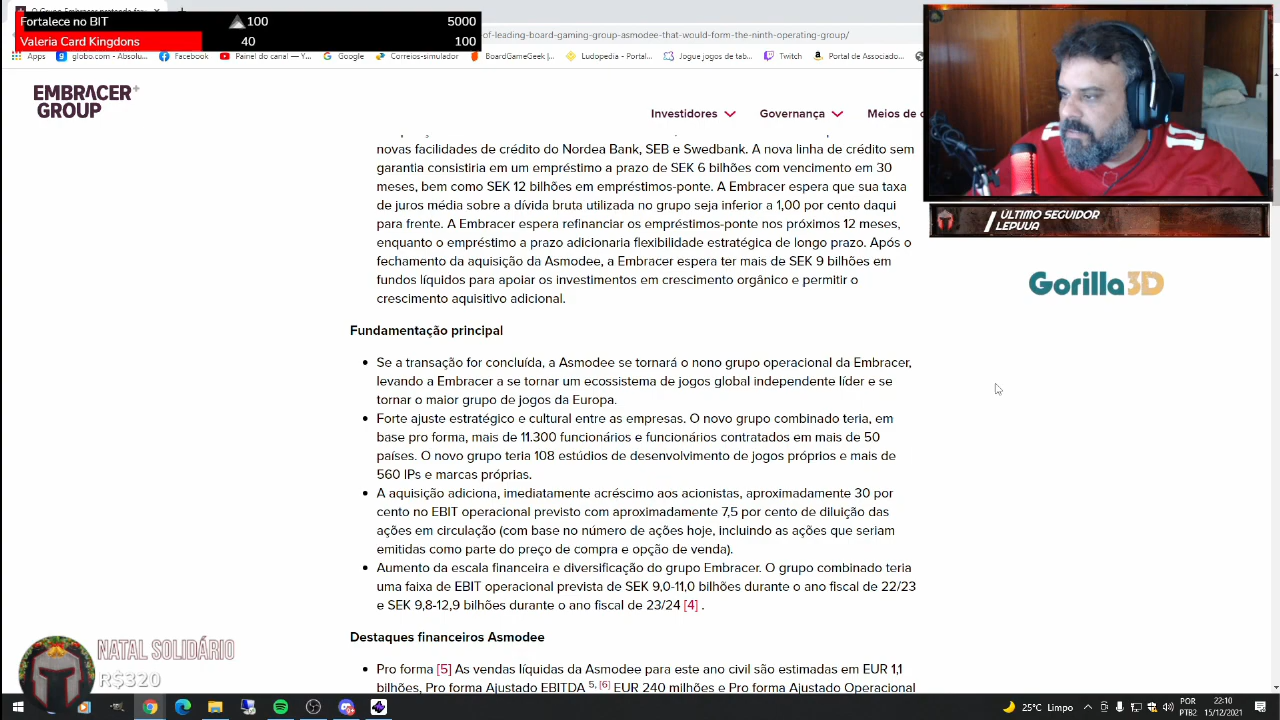 Fortalece no BIT 100 5000
Valeria Card Kingdons 40 100
of-leading-board-gaming-group-asmodee-that-would-form-the-ninth-operating-group/
Apps globo.com - Absolu... Facebook Painel do canal — Y... Google Correios-simulador BoardGameGeek |... Ludopedia - Portal... Jogue jogos de tab... Twitch Portal de Associado...
EMBRACER+
GROUP
Investidores Governança Meios de
novas facilidades de crédito do Nordea Bank, SEB e Swedbank. A nova linha de crédito sem
garantia consistiria em um empréstimo a prazo de SEK 6 bilhões com vencimento em 30
meses, bem como SEK 12 bilhões em empréstimos-ponte. A Embracer espera que sua taxa
de juros média sobre a dívida bruta utilizada no grupo seja inferior a 1,00 por cento daqui
para frente. A Embracer espera refinanciar os empréstimos-ponte nos próximos 12 meses,
enquanto o empréstimo a prazo adicionaria flexibilidade estratégica de longo prazo. Após o
fechamento da aquisição da Asmodee, a Embracer espera ter mais de SEK 9 bilhões em
fundos líquidos para apoiar os investimentos em crescimento orgânico e permitir o
crescimento aquisitivo adicional.
Fundamentação principal
• Se a transação for concluída, a Asmodee se tornará o nono grupo operacional da Embracer,
levando a Embracer a se tornar um ecossistema de jogos global independente líder e se
tornar o maior grupo de jogos da Europa.
• Forte ajuste estratégico e cultural entre as empresas. O novo grupo combinado teria, em
base pro forma, mais de 11.300 funcionários e funcionários contratados em mais de 50
países. O novo grupo teria 108 estúdios de desenvolvimento de jogos próprios e mais de
560 IPs e marcas próprias.
• A aquisição adiciona, imediatamente acréscimo aos acionistas, aproximadamente 30 por
cento no EBIT operacional previsto com aproximadamente 7,5 por cento de diluição das
ações em circulação (com base no número de ações hoje, incluindo as ações que seriam
emitidas como parte do preço de compra e opção de venda).
• Aumento da escala financeira e diversificação do grupo Embracer. O grupo combinado teria
uma faixa de EBIT operacional prevista de SEK 9,0-11,0 bilhões durante o ano fiscal de 22/23
e SEK 9,8-12,9 bilhões durante o ano fiscal de 23/24 [4] .
Destaques financeiros Asmodee
• Pro forma [5] As vendas líquidas da Asmodee para este ano civil são estimadas em EUR 1,1
bilhões, Pro forma Ajustado EBITDA 5, [6] EUR 240 milhões e Pro forma Ajustado Operacional
ÚLTIMO SEGUIDOR
LEPUUA
Gorilla3D
NATAL SOLIDÁRIO
R$320
25°C Limpo
POR
PTB2
22:10
15/12/2021